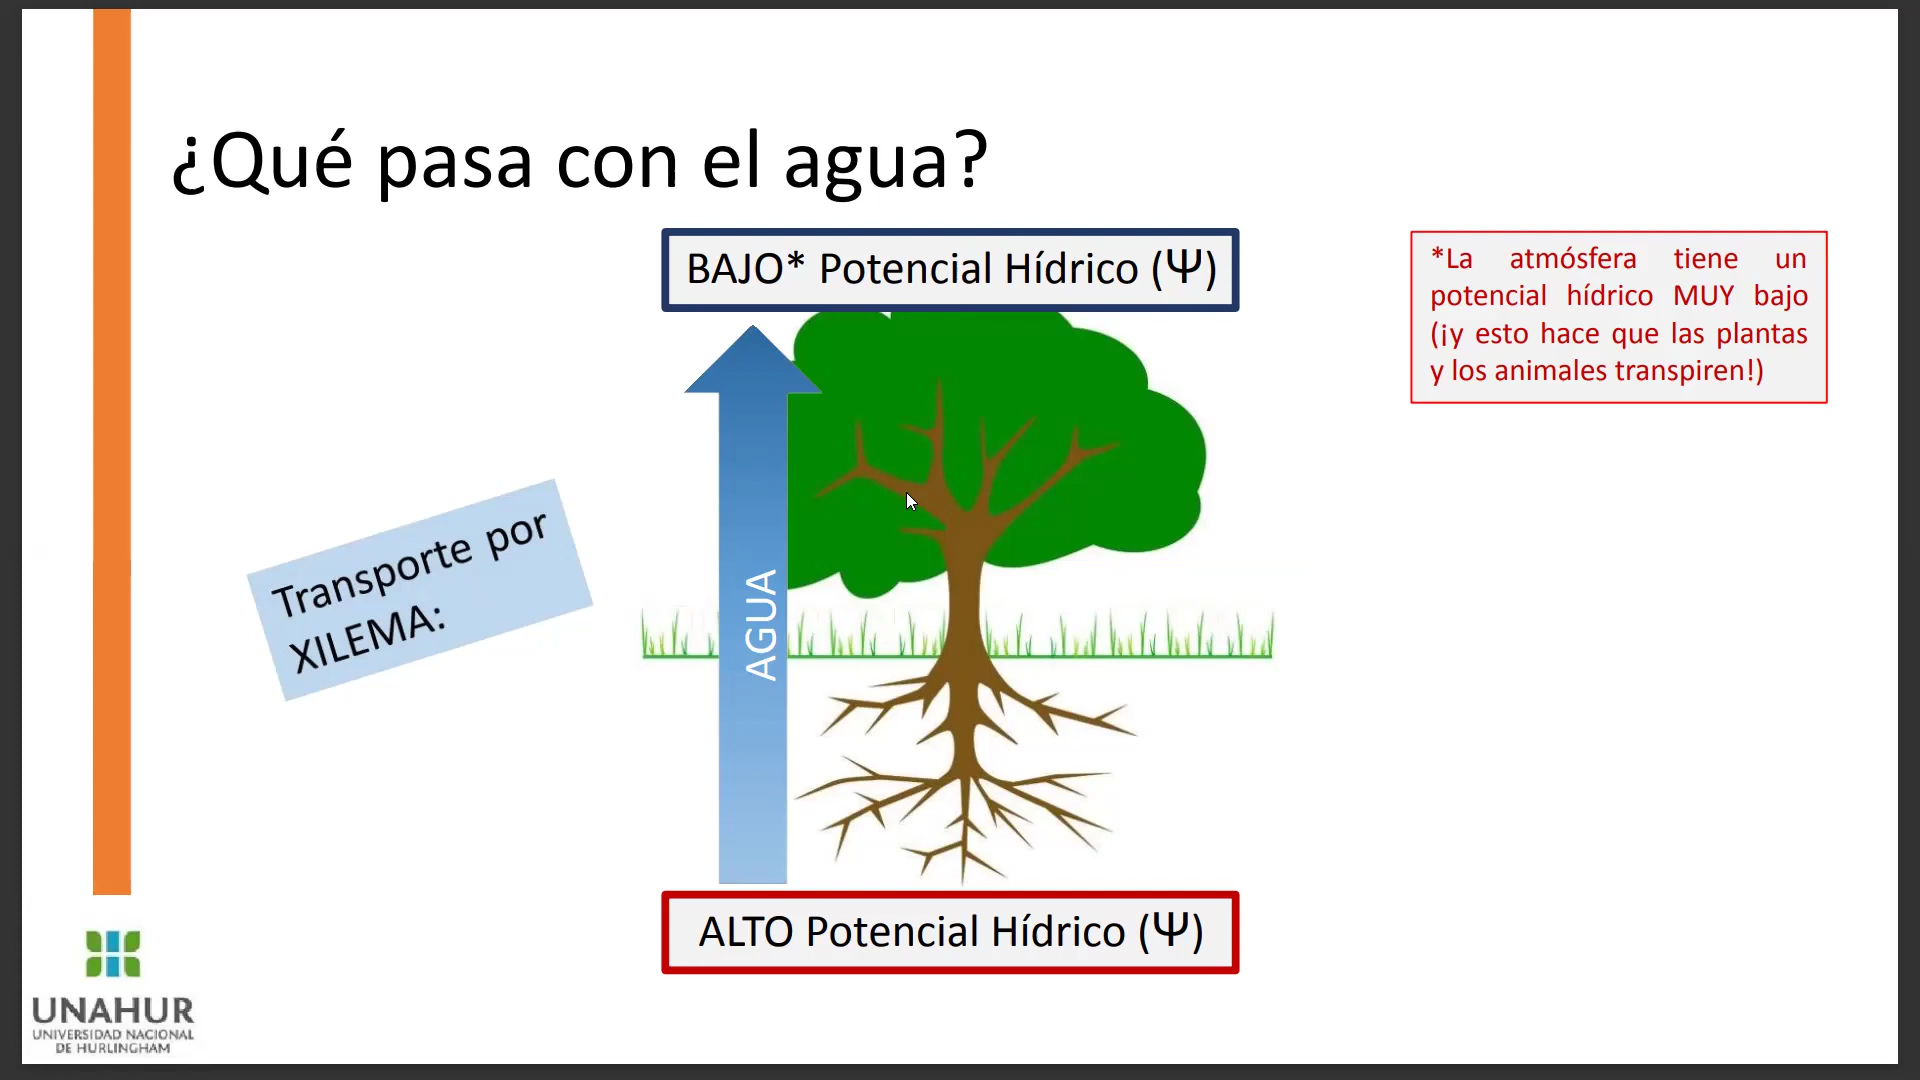 ¿Qué pasa con el agua?
BAJO* Potencial Hídrico (Ψ)
*La atmósfera tiene un
potencial hídrico MUY bajo
(¡y esto hace que las plantas
y los animales transpiren!)
Transporte por
XILEMA:
AGUA
ALTO Potencial Hídrico (Ψ)
UNAHUR
UNIVERSIDAD NACIONAL
DE HURLINGHAM